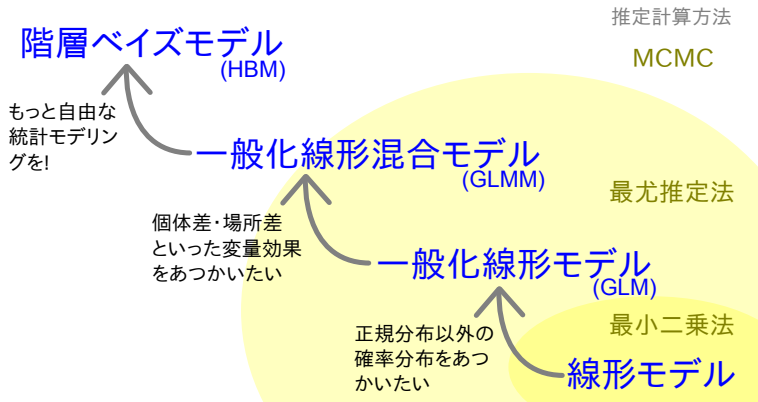 推定計算方法
MCMC
階層ベイズモデル
(HBM)
もっと自由な
統計モデリン
グを!
一般化線形混合モデル
(GLMM)
最尤推定法
個体差・場所差
といった変量効果
をあつかいたい
一般化線形モデル
(GLM)
最小二乗法
正規分布以外の
確率分布をあつ
かいたい
線形モデル